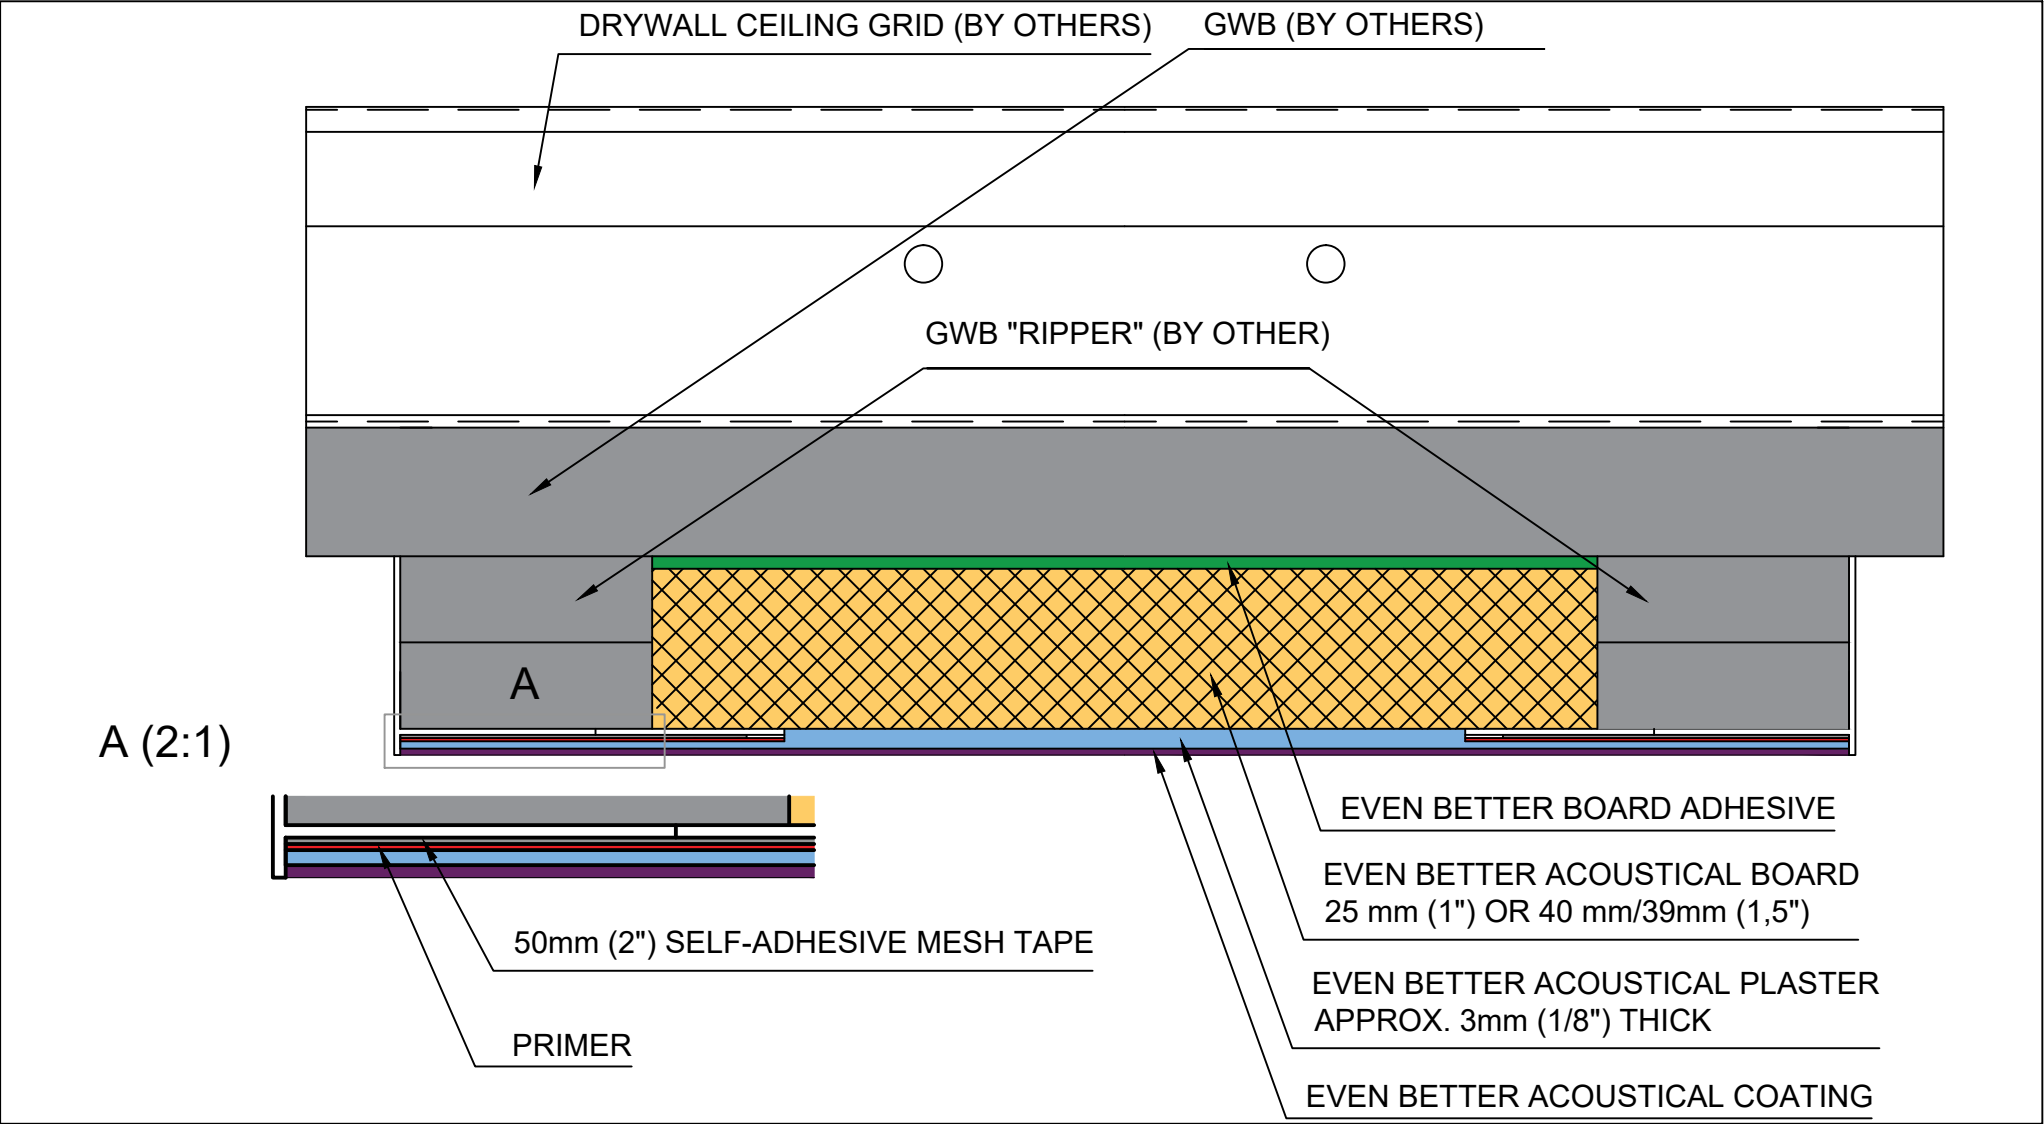 DRYWALL CEILING GRID (BY OTHERS)
GWB (BY OTHERS)
GWB "RIPPER" (BY OTHER)
A
A (2:1)
EVEN BETTER BOARD ADHESIVE
EVEN BETTER ACOUSTICAL BOARD
25 mm (1") OR 40 mm/39mm (1,5")
50mm (2") SELF-ADHESIVE MESH TAPE
EVEN BETTER ACOUSTICAL PLASTER
APPROX. 3mm (1/8") THICK
PRIMER
EVEN BETTER ACOUSTICAL COATING